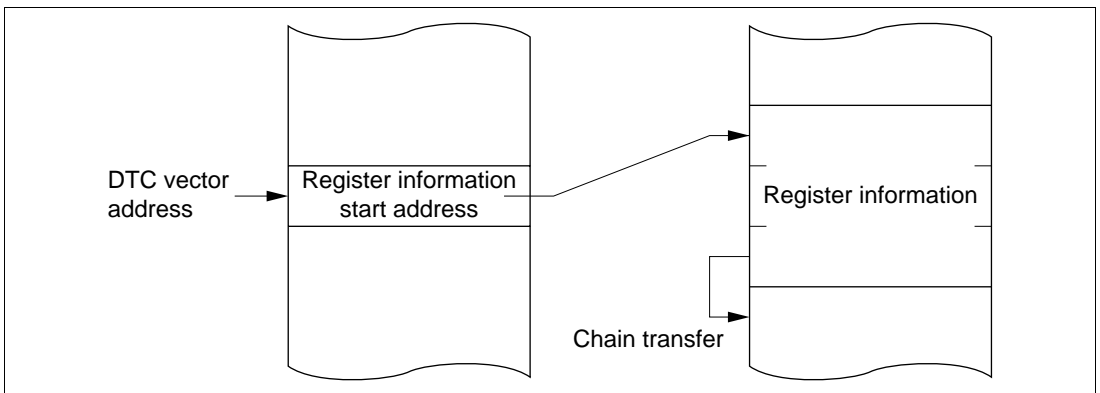 DTC vector
address
Register information
start address
Register information
Chain transfer